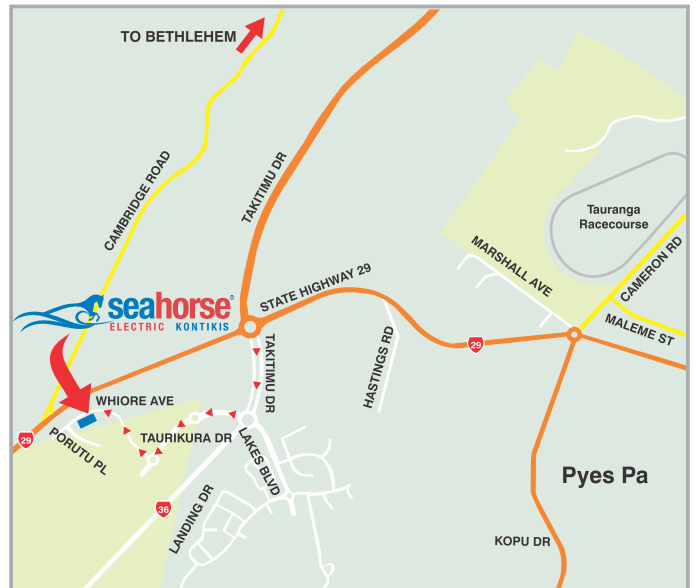 TO BETHLEHEM
CAMBRIDGE ROAD
TAKITIMU DR
Tauranga
Racecourse
MARSHALL AVE
CAMERON RD
MALEME ST
seahorse®
ELECTRIC KONTIKIS
STATE HIGHWAY 29
TAKITIMU DR
HASTINGS RD
29
WHIORE AVE
PORUTU PL
29
TAURIKURA DR
LAKES BLVD
Pyes Pa
36
LANDING DR
KOPU DR